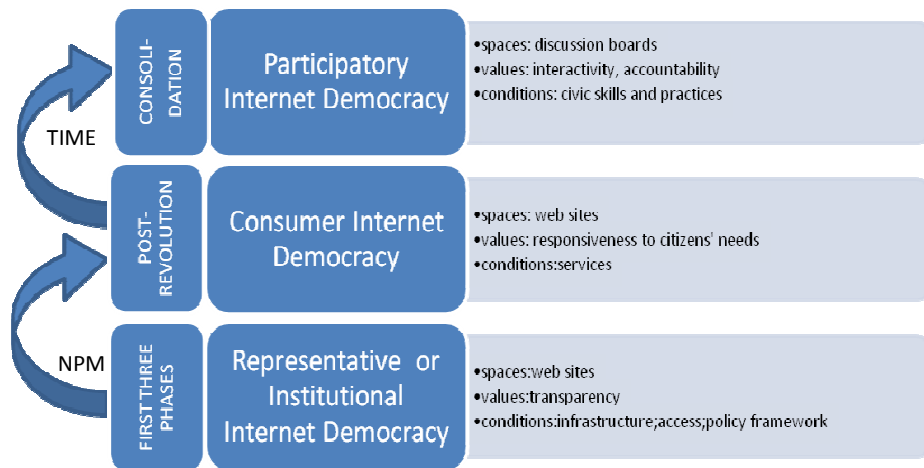 CONSOLI-
DATION
Participatory
Internet Democracy
•spaces: discussion boards
•values: interactivity, accountability
•conditions: civic skills and practices
TIME
POST-
REVOLUTION
Consumer Internet
Democracy
•spaces: web sites
•values: responsiveness to citizens' needs
•conditions:services
NPM
FIRST THREE
PHASES
Representative or
Institutional
Internet Democracy
•spaces:web sites
•values:transparency
•conditions:infrastructure;access;policy framework